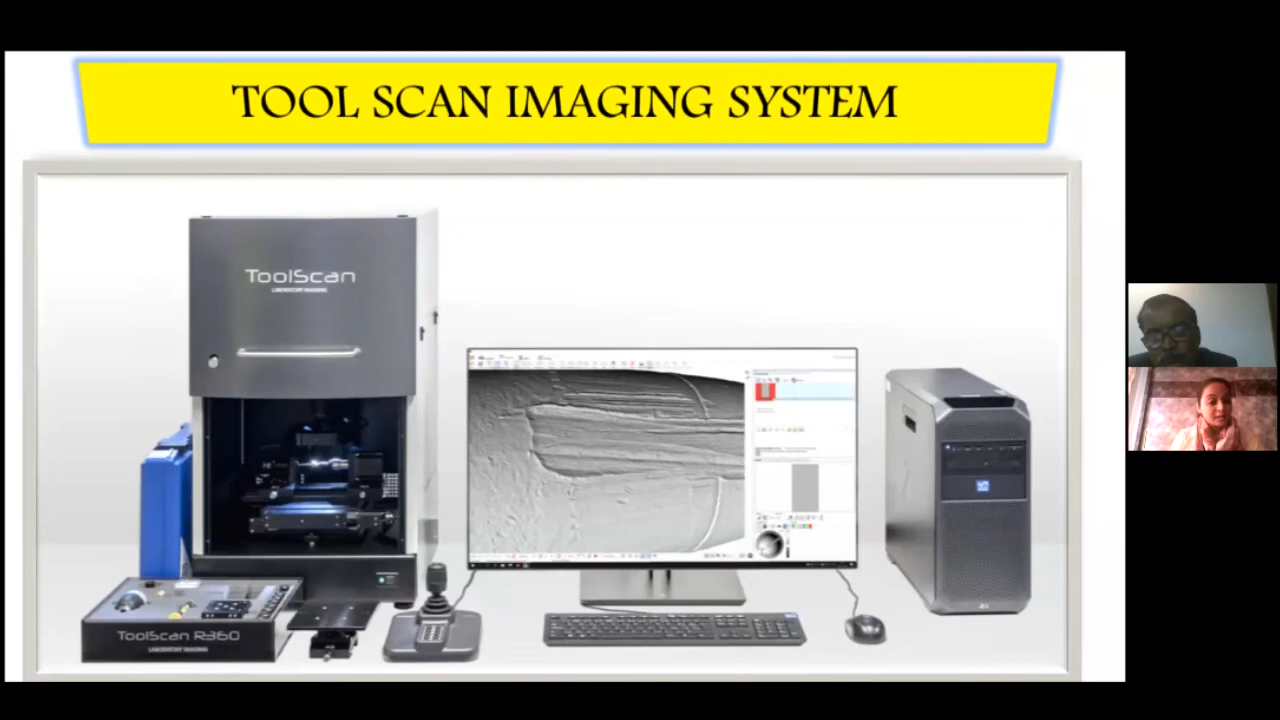 TOOL SCAN IMAGING SYSTEM
ToolScan
LABORATORY IMAGING
ToolScan R360
LABORATORY IMAGING